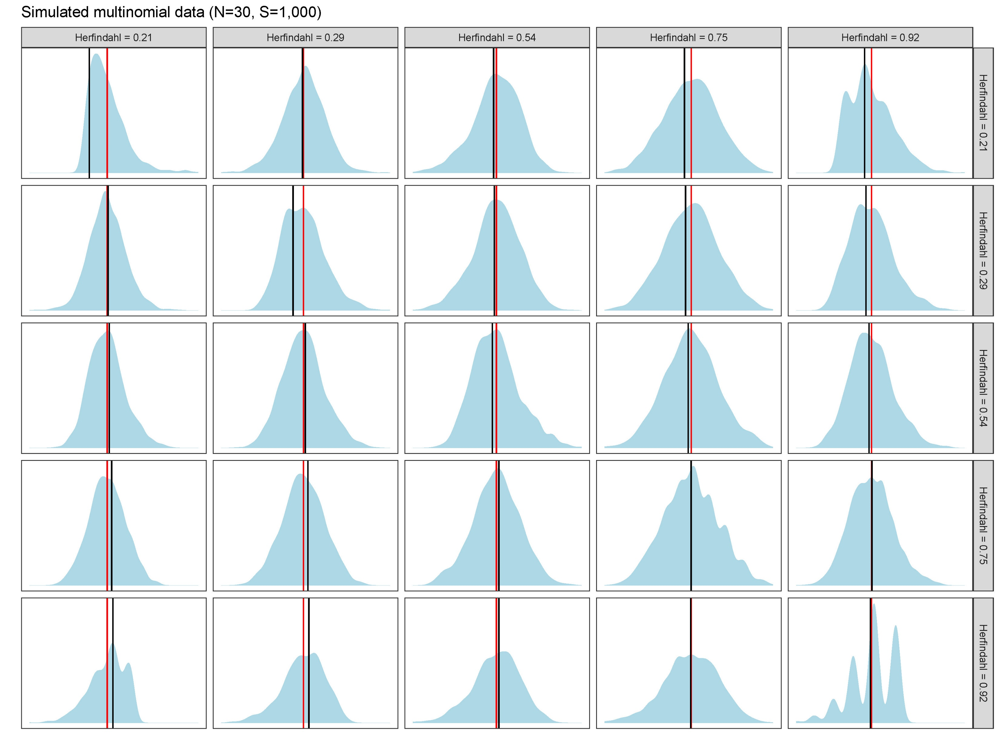 Simulated multinomial data (N=30, S=1,000)
Herfindahl = 0.21
Herfindahl = 0.29
Herfindahl = 0.54
Herfindahl = 0.75
Herfindahl = 0.92
Herfindahl = 0.21
Herfindahl = 0.29
Herfindahl = 0.54
Herfindahl = 0.75
Herfindahl = 0.92